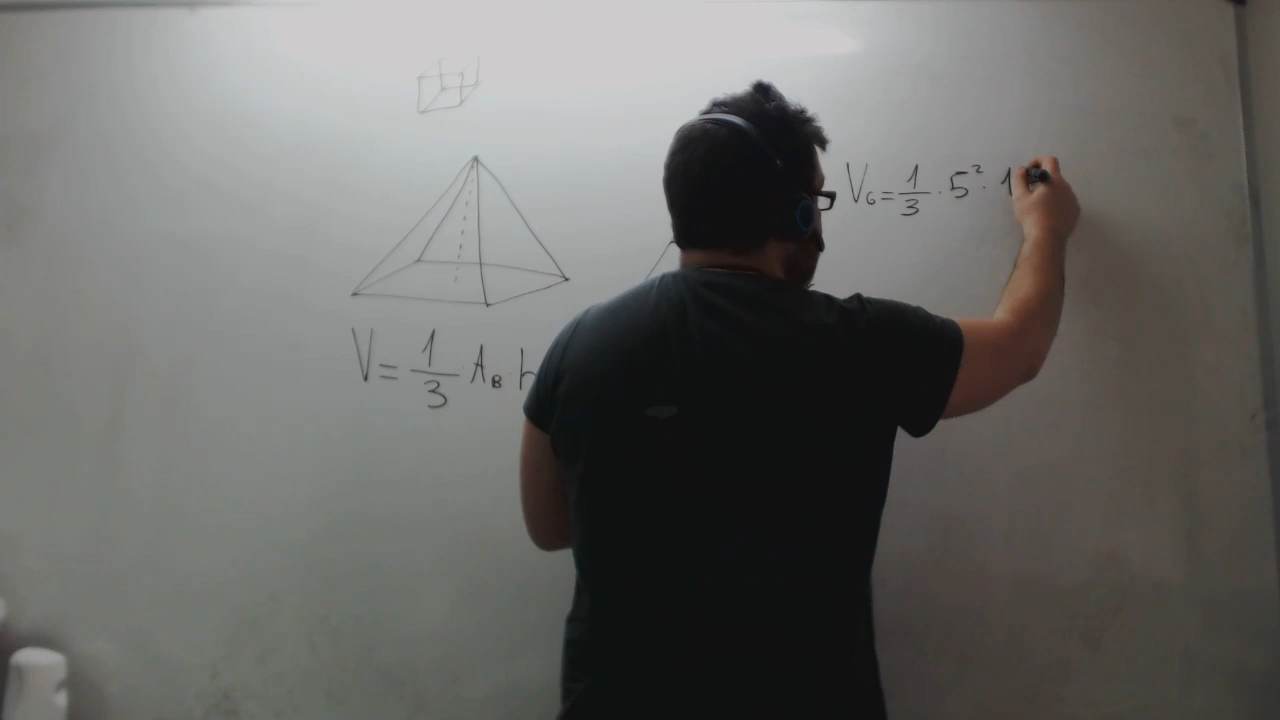 V = 1/3 · A_B · h
V_G = 1/3 · 5² · 1